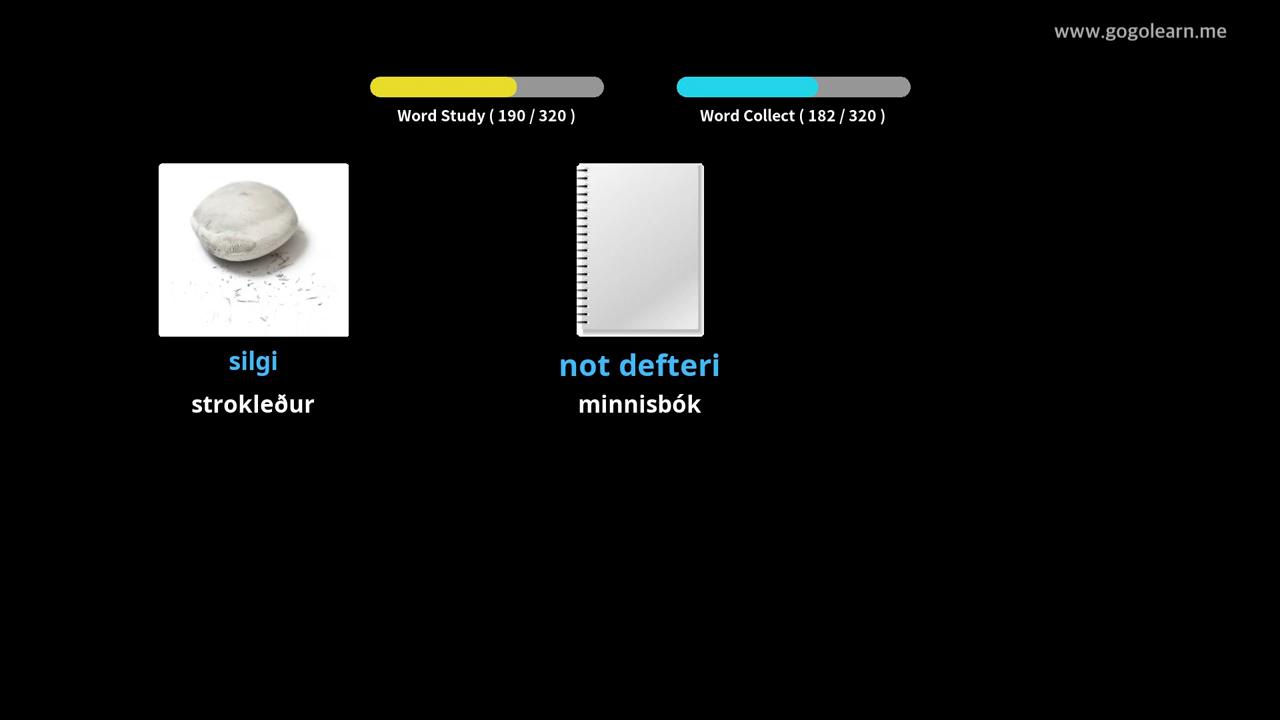 www.gogolearn.me
Word Study ( 190 / 320 )
Word Collect ( 182 / 320 )
silgi
strokleður
not defteri
minnisbók